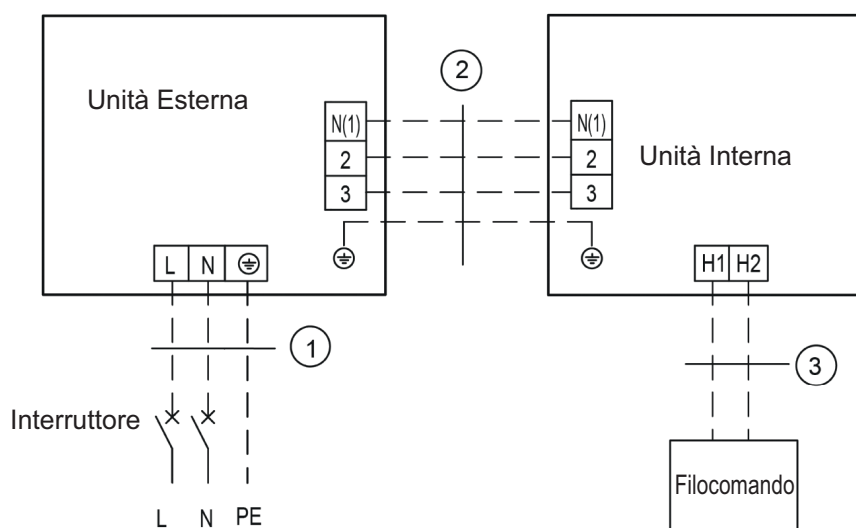 2
Unità Esterna
N(1)
2
3
N(1)
2
3
Unità Interna
L N
H1 H2
1
3
Interruttore
Filocomando
L N PE